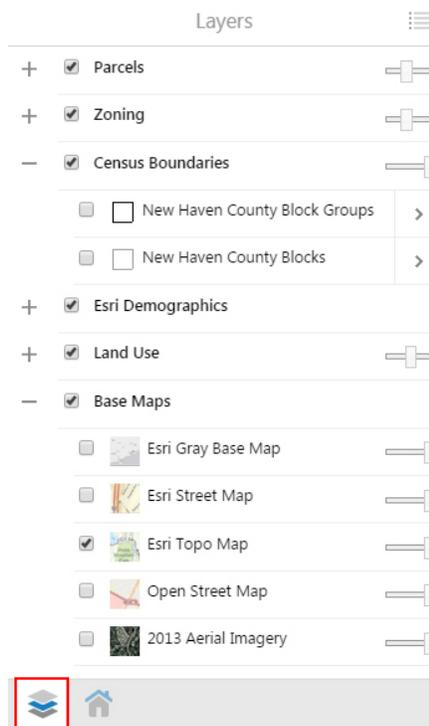 Layers
Parcels
Zoning
Census Boundaries
New Haven County Block Groups
New Haven County Blocks
Esri Demographics
Land Use
Base Maps
Esri Gray Base Map
Esri Street Map
Esri Topo Map
Open Street Map
2013 Aerial Imagery